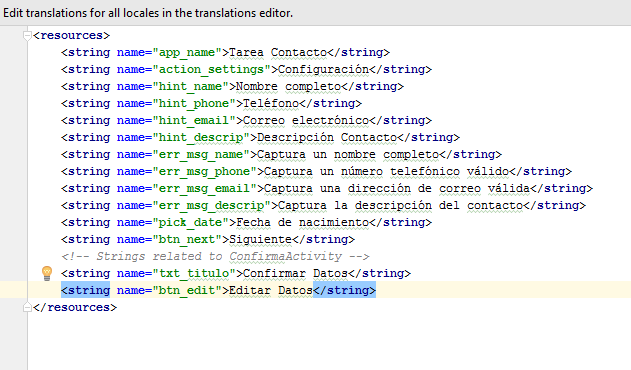 Edit translations for all locales in the translations editor.
<resources>
<string name="app_name">Tarea Contacto</string>
<string name="action_settings">Configuración</string>
<string name="hint_name">Nombre completo</string>
<string name="hint_phone">Teléfono</string>
<string name="hint_email">Correo electrónico</string>
<string name="hint_descrip">Descripción Contacto</string>
<string name="err_msg_name">Captura un nombre completo</string>
<string name="err_msg_phone">Captura un número telefónico válido</string>
<string name="err_msg_email">Captura una dirección de correo válida</string>
<string name="err_msg_descrip">Captura la descripción del contacto</string>
<string name="pick_date">Fecha de nacimiento</string>
<string name="btn_next">Siguiente</string>
<!-- Strings related to ConfirmaActivity -->
<string name="txt_titulo">Confirmar Datos</string>
<string name="btn_edit">Editar Datos</string>
</resources>